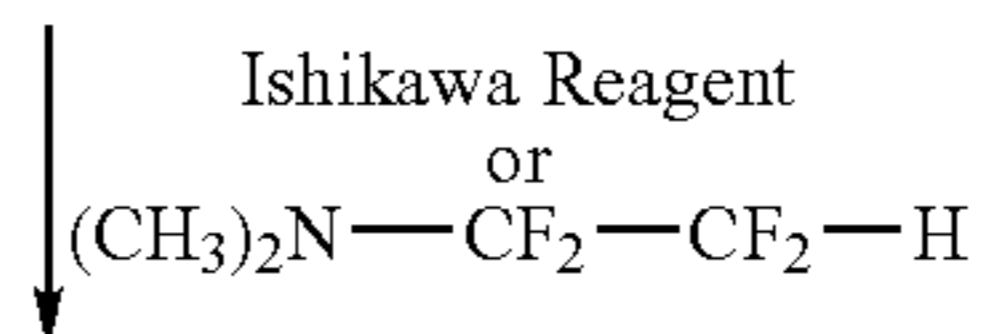 Ishikawa Reagent
or
(CH₃)₂N—CF₂—CF₂—H